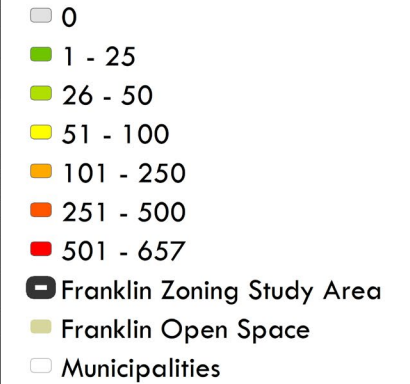 0
1 - 25
26 - 50
51 - 100
101 - 250
251 - 500
501 - 657
Franklin Zoning Study Area
Franklin Open Space
Municipalities